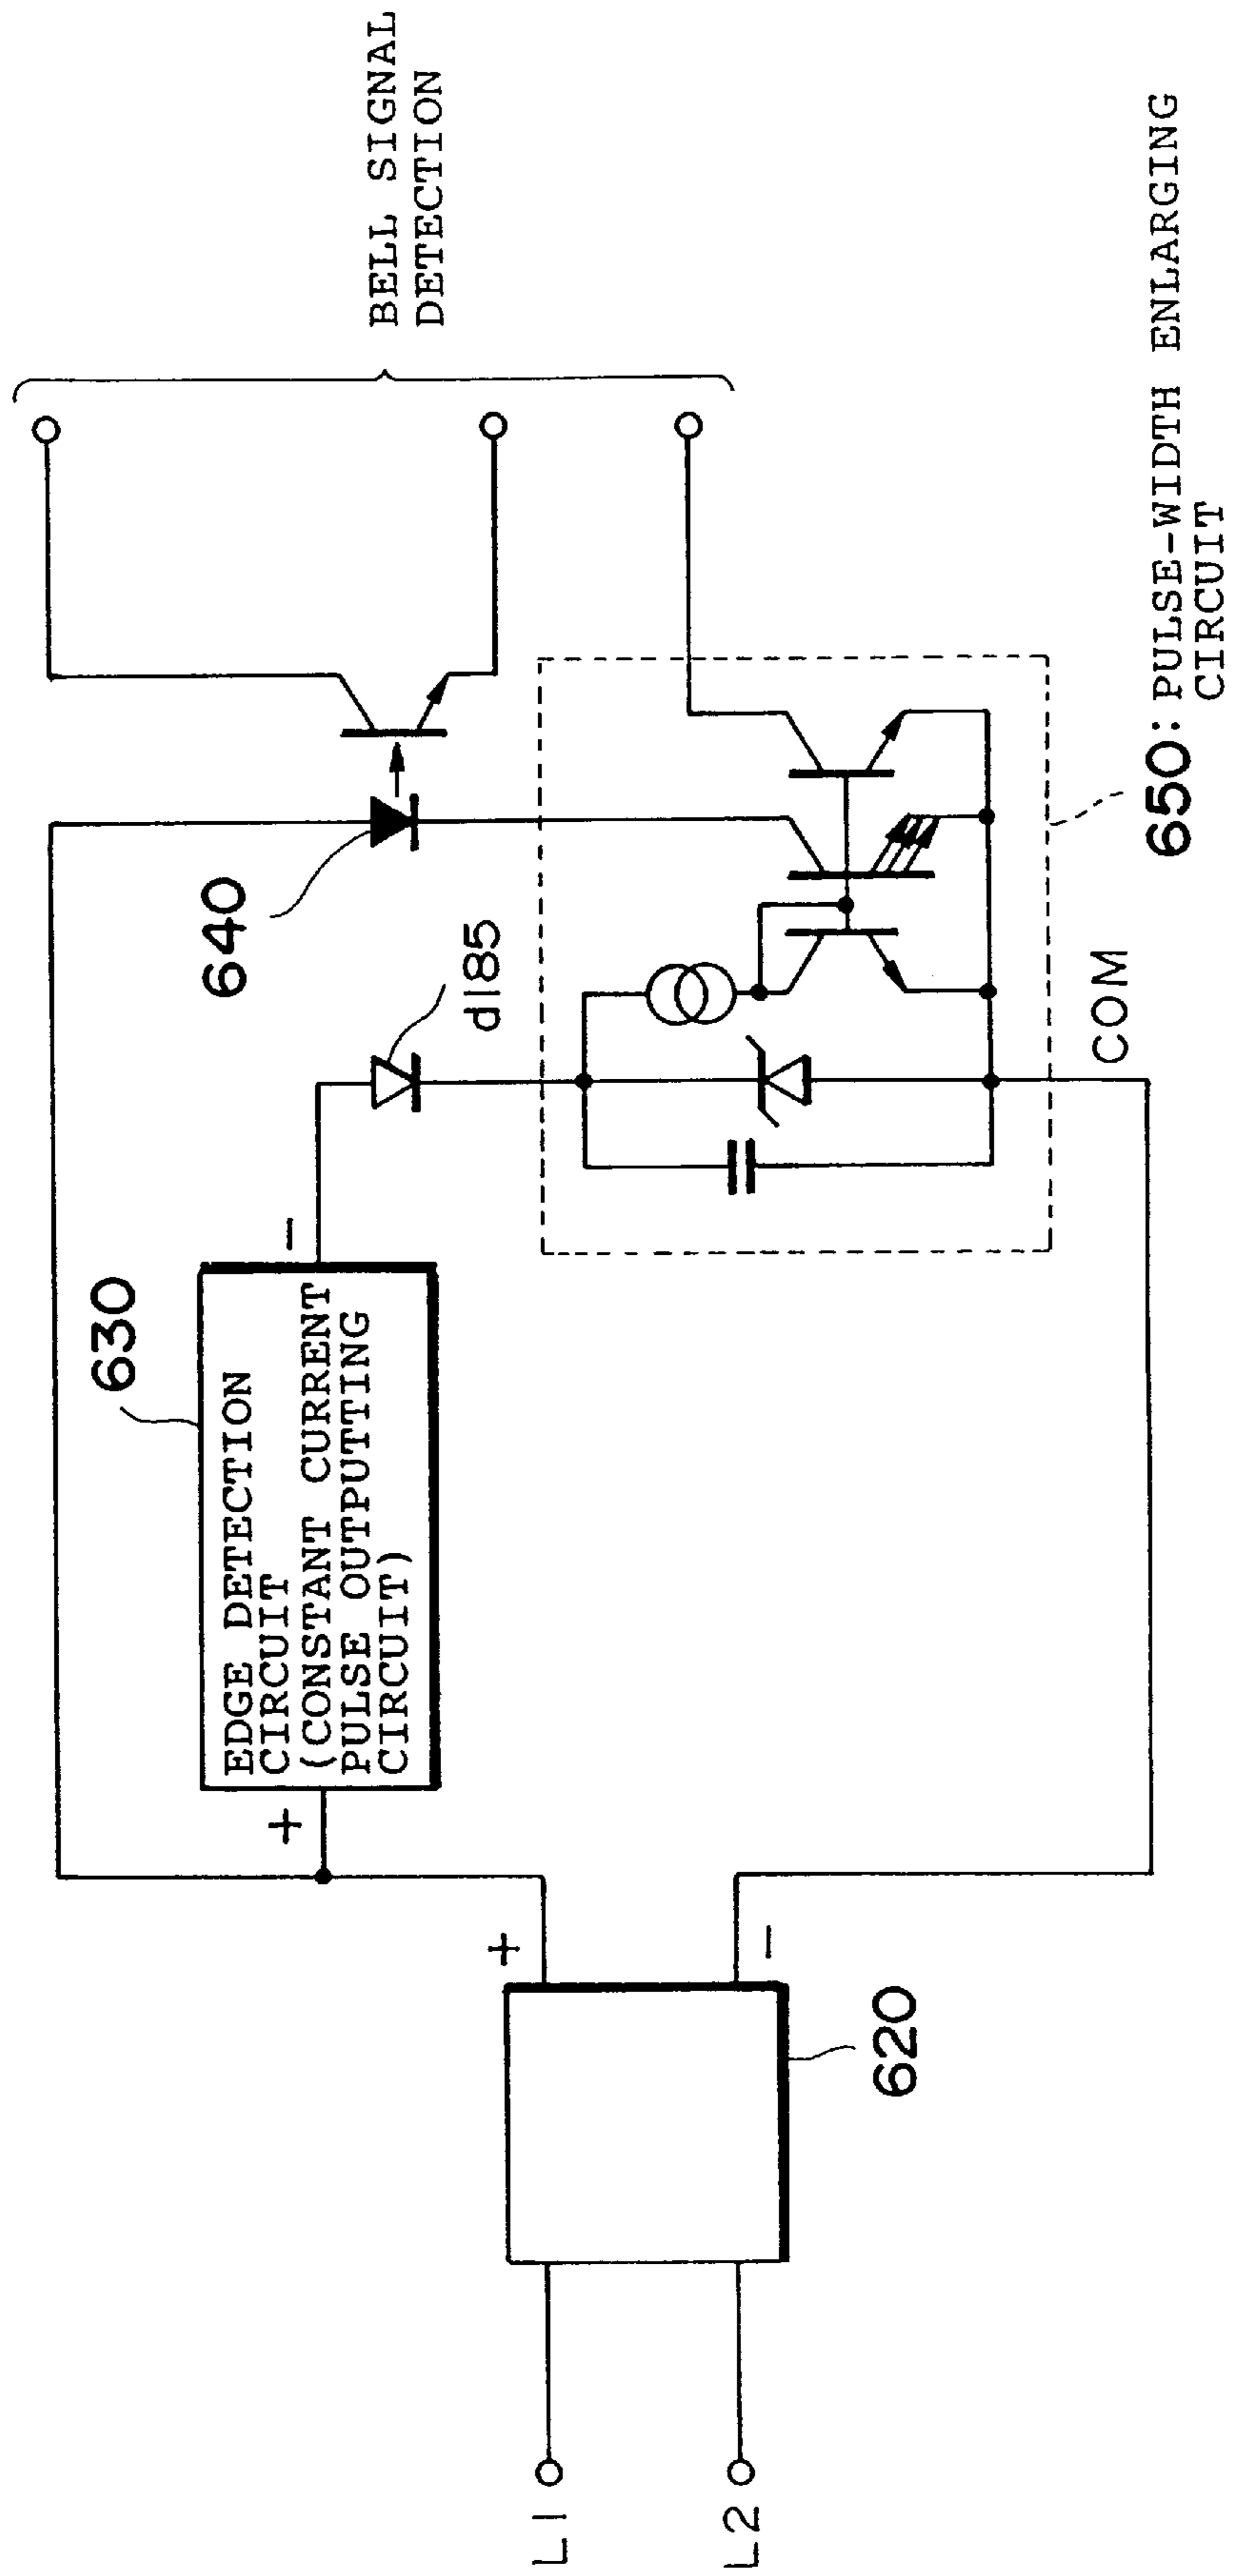 BELL SIGNAL
DETECTION
640
d185
630
−
EDGE DETECTION
CIRCUIT
(CONSTANT CURRENT
PULSE OUTPUTTING
CIRCUIT)
+
+
−
620
L1
L2
COM
650: PULSE-WIDTH ENLARGING
CIRCUIT